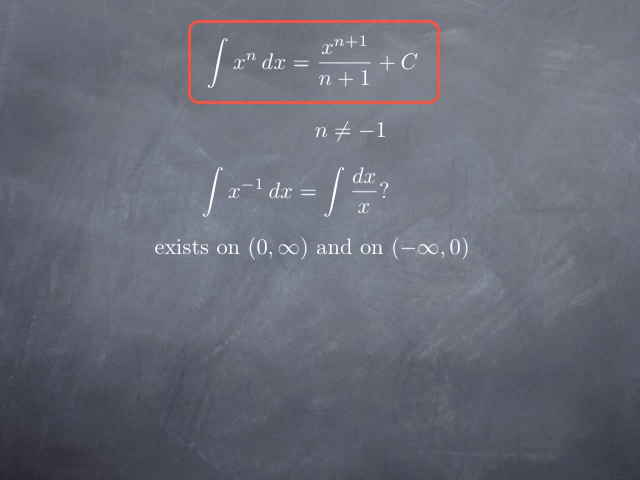 ∫ xⁿ dx = xⁿ⁺¹/(n + 1) + C
n ≠ −1
∫ x⁻¹ dx = ∫ dx/x?
exists on (0, ∞) and on (−∞, 0)